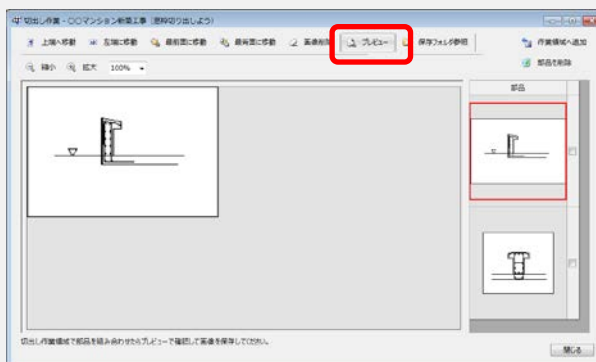 切出し作業 - 〇〇マンション新築工事 (窓枠切り出しよう)
上端へ移動 左端に移動 最前面に移動 最背面に移動 画像削除 プレビュー 保存フォルダ参照 作業領域へ追加
縮小 拡大 100% 部品を削除
部品
切出し作業領域で部品を組み合わせたらプレビューで確認して画像を保存してください。
閉じる